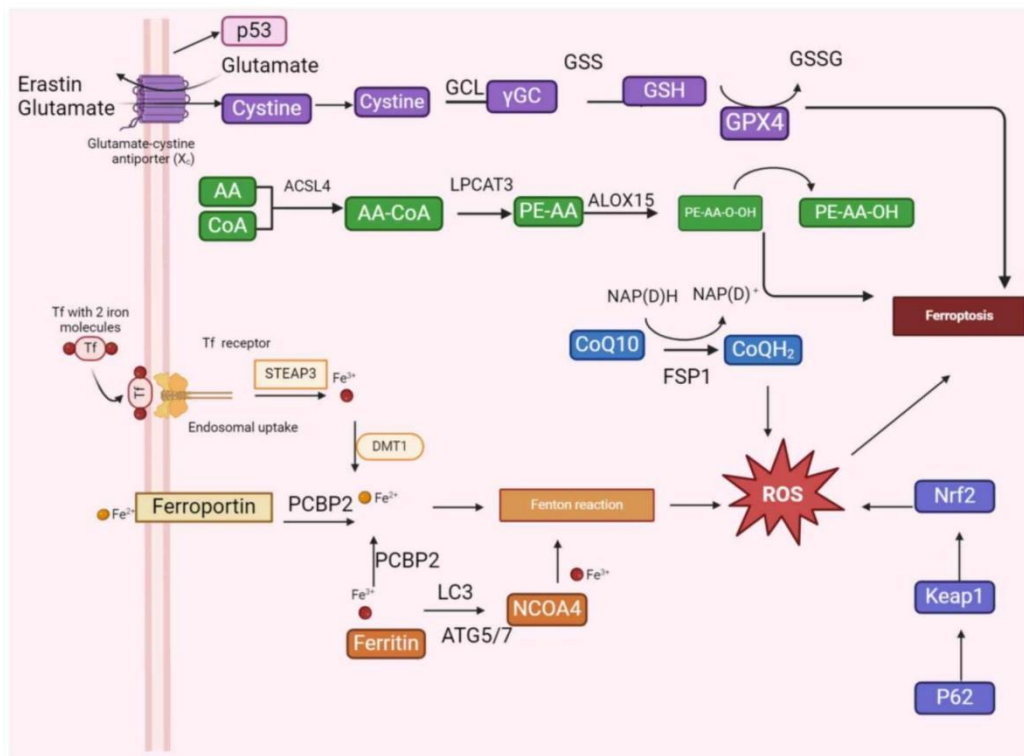 p53
Glutamate
Erastin
Glutamate
Glutamate-cystine
antiporter (Xc)
Cystine
Cystine
GCL
γGC
GSS
GSH
GSSG
GPX4
AA
CoA
ACSL4
AA-CoA
LPCAT3
PE-AA
ALOX15
PE-AA-O-OH
PE-AA-OH
NAP(D)H
NAP(D)⁺
CoQ10
CoQH₂
FSP1
Ferroptosis
Tf with 2 iron
molecules
Tf
Tf
Tf receptor
STEAP3
Fe³⁺
Endosomal uptake
DMT1
Fe²⁺
Fe²⁺
Ferroportin
PCBP2
Fenton reaction
ROS
Nrf2
Keap1
P62
PCBP2
Fe³⁺
Ferritin
LC3
ATG5/7
NCOA4
Fe³⁺